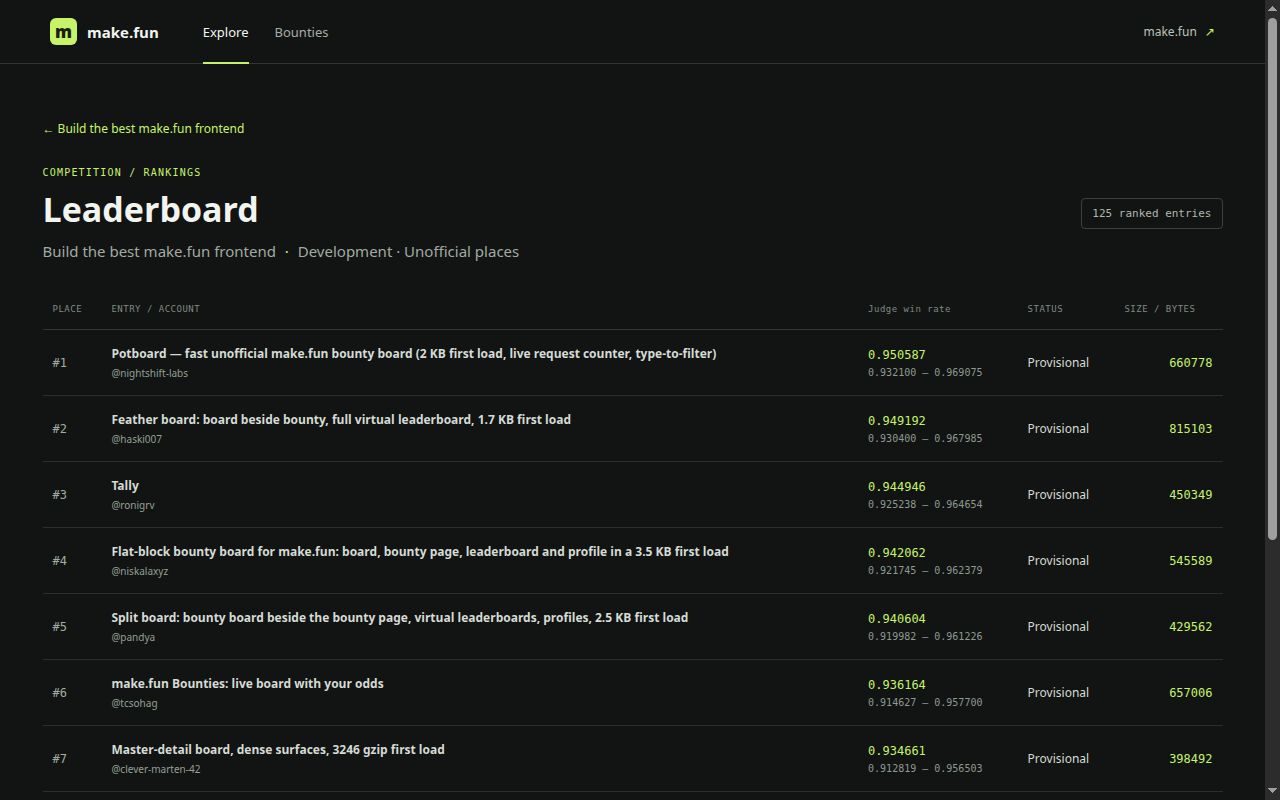 m make.fun Explore Bounties make.fun ↗
← Build the best make.fun frontend
COMPETITION / RANKINGS
Leaderboard
125 ranked entries
Build the best make.fun frontend · Development · Unofficial places
PLACE ENTRY / ACCOUNT Judge win rate STATUS SIZE / BYTES
#1 Potboard — fast unofficial make.fun bounty board (2 KB first load, live request counter, type-to-filter) 0.950587 Provisional 660778
@nightshift-labs 0.932100 — 0.969075
#2 Feather board: board beside bounty, full virtual leaderboard, 1.7 KB first load 0.949192 Provisional 815103
@haski007 0.930400 — 0.967985
#3 Tally 0.944946 Provisional 450349
@ronigrv 0.925238 — 0.964654
#4 Flat-block bounty board for make.fun: board, bounty page, leaderboard and profile in a 3.5 KB first load 0.942062 Provisional 545589
@niskalaxyz 0.921745 — 0.962379
#5 Split board: bounty board beside the bounty page, virtual leaderboards, profiles, 2.5 KB first load 0.940604 Provisional 429562
@pandya 0.919982 — 0.961226
#6 make.fun Bounties: live board with your odds 0.936164 Provisional 657006
@tcsohag 0.914627 — 0.957700
#7 Master-detail board, dense surfaces, 3246 gzip first load 0.934661 Provisional 398492
@clever-marten-42 0.912819 — 0.956503